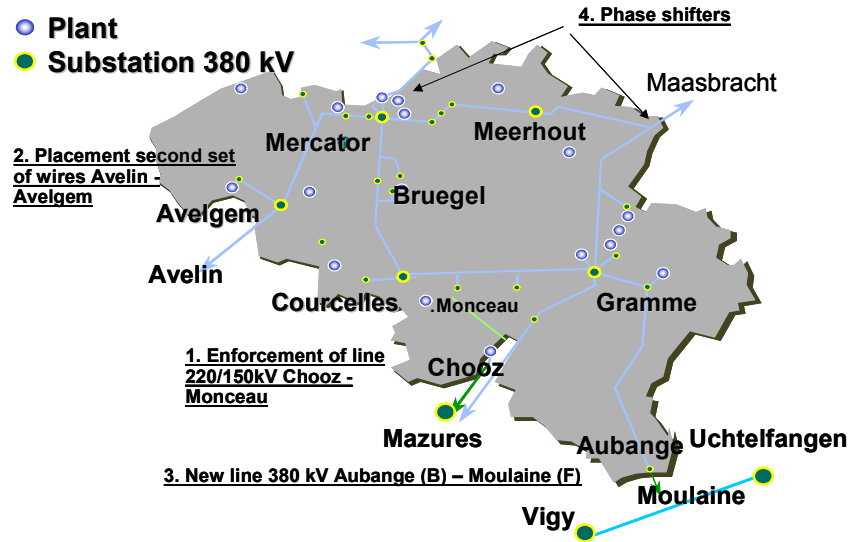 Plant
Substation 380 kV
4. Phase shifters
Maasbracht
Mercator
Meerhout
2. Placement second set
of wires Avelin -
Avelgem
Bruegel
Avelgem
Avelin
Courcelles
.Monceau
Gramme
1. Enforcement of line
220/150kV Chooz -
Monceau
Chooz
Mazures
Aubange
Uchtelfangen
3. New line 380 kV Aubange (B) – Moulaine (F)
Moulaine
Vigy